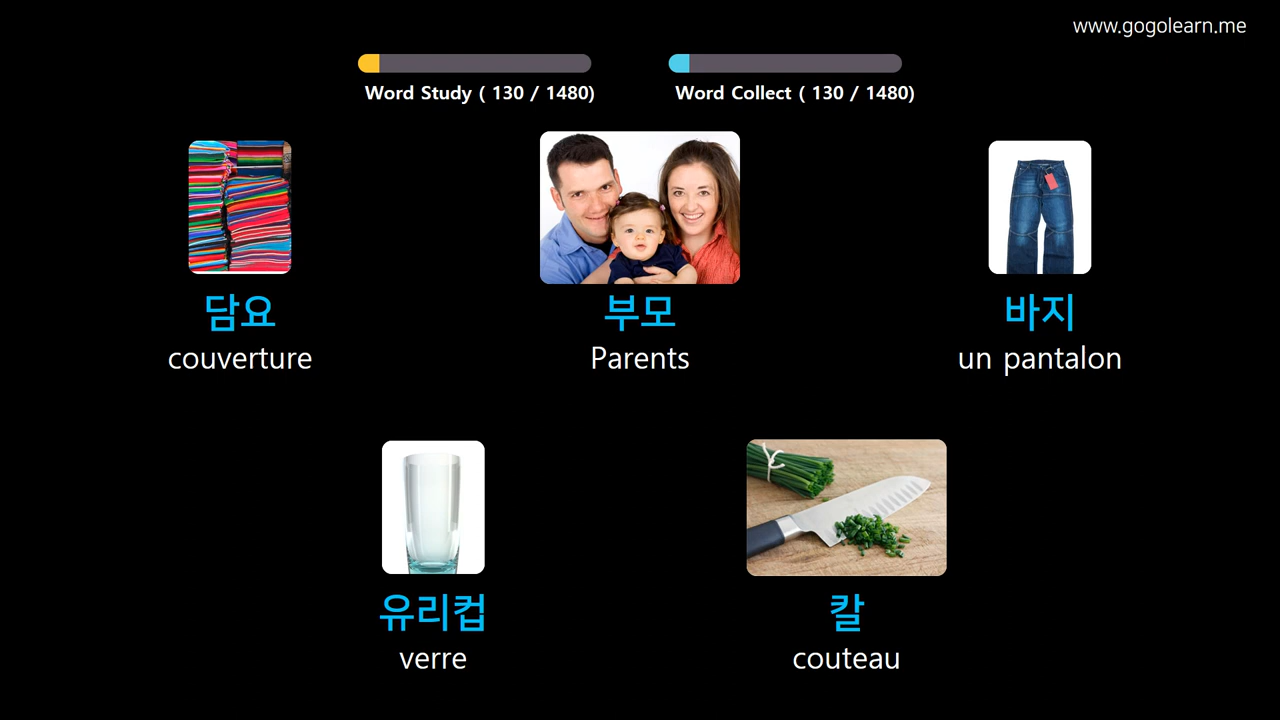 www.gogolearn.me
Word Study ( 130 / 1480)
Word Collect ( 130 / 1480)
담요
couverture
부모
Parents
바지
un pantalon
유리컵
verre
칼
couteau